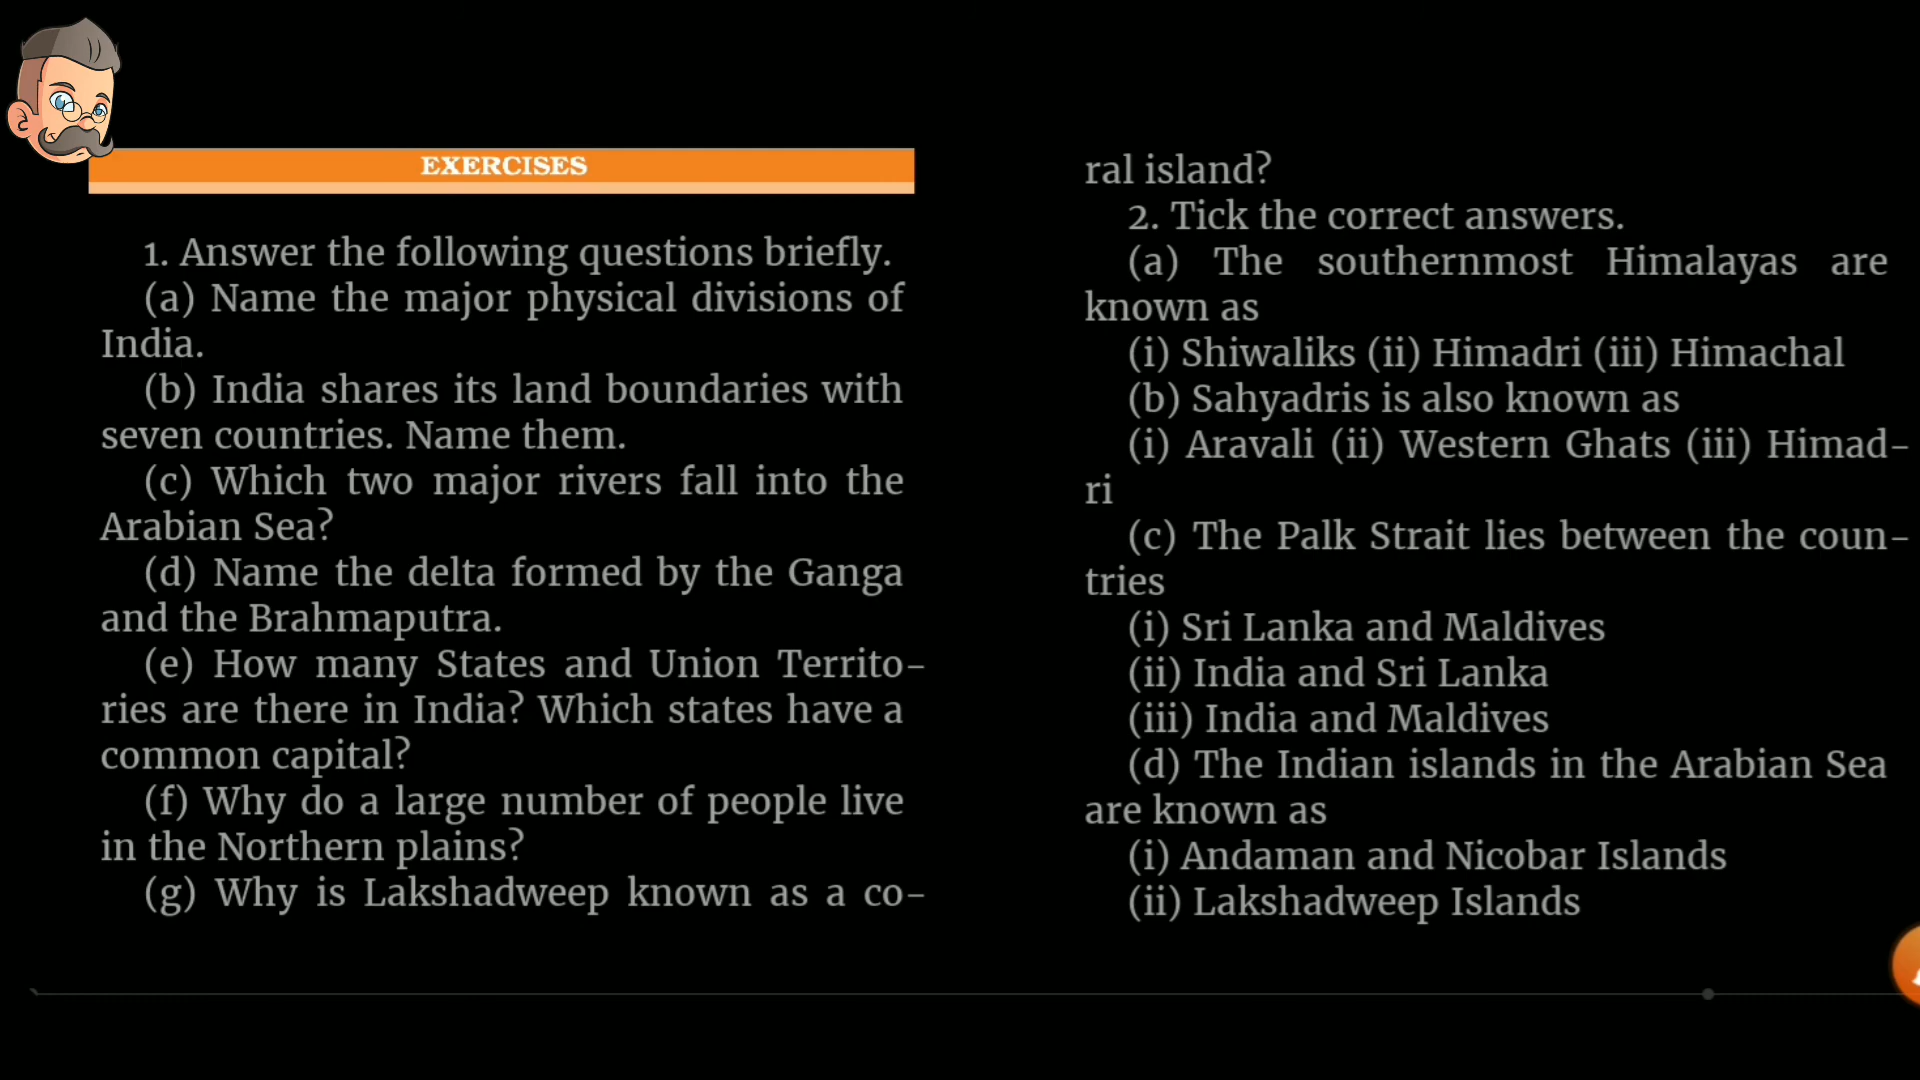 EXERCISES
1. Answer the following questions briefly.
(a) Name the major physical divisions of
India.
(b) India shares its land boundaries with
seven countries. Name them.
(c) Which two major rivers fall into the
Arabian Sea?
(d) Name the delta formed by the Ganga
and the Brahmaputra.
(e) How many States and Union Territo-
ries are there in India? Which states have a
common capital?
(f) Why do a large number of people live
in the Northern plains?
(g) Why is Lakshadweep known as a co-
ral island?
2. Tick the correct answers.
(a) The southernmost Himalayas are
known as
(i) Shiwaliks (ii) Himadri (iii) Himachal
(b) Sahyadris is also known as
(i) Aravali (ii) Western Ghats (iii) Himad-
ri
(c) The Palk Strait lies between the coun-
tries
(i) Sri Lanka and Maldives
(ii) India and Sri Lanka
(iii) India and Maldives
(d) The Indian islands in the Arabian Sea
are known as
(i) Andaman and Nicobar Islands
(ii) Lakshadweep Islands